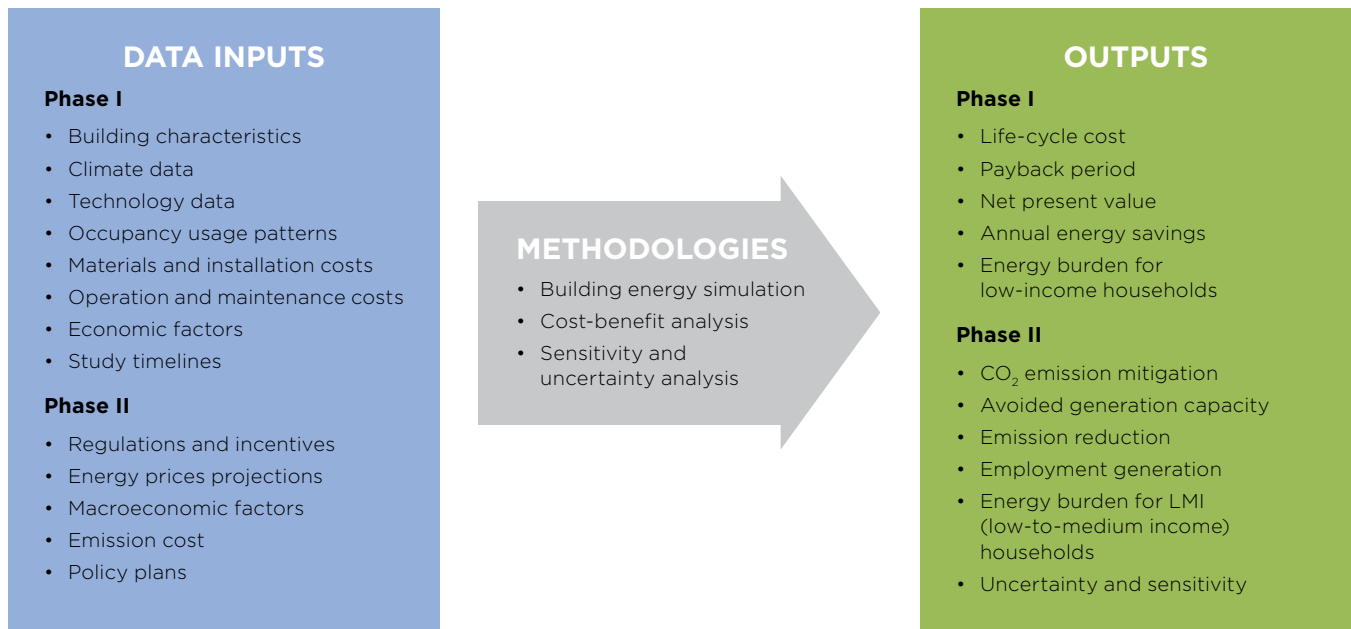 DATA INPUTS
Phase I
• Building characteristics
• Climate data
• Technology data
• Occupancy usage patterns
• Materials and installation costs
• Operation and maintenance costs
• Economic factors
• Study timelines
Phase II
• Regulations and incentives
• Energy prices projections
• Macroeconomic factors
• Emission cost
• Policy plans
METHODOLOGIES
• Building energy simulation
• Cost-benefit analysis
• Sensitivity and
uncertainty analysis
OUTPUTS
Phase I
• Life-cycle cost
• Payback period
• Net present value
• Annual energy savings
• Energy burden for
low-income households
Phase II
• CO₂ emission mitigation
• Avoided generation capacity
• Emission reduction
• Employment generation
• Energy burden for LMI
(low-to-medium income)
households
• Uncertainty and sensitivity